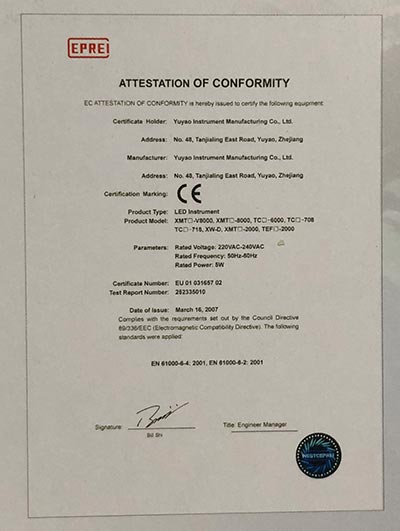 EPREI
ATTESTATION OF CONFORMITY
EC ATTESTATION OF CONFORMITY is hereby issued to certify the following equipment
Certificate Holder: Yuyao Instrument Manufacturing Co., Ltd.
Address: No. 48, Tanjialing East Road, Yuyao, Zhejiang
Manufacturer: Yuyao Instrument Manufacturing Co., Ltd.
Address: No. 48, Tanjialing East Road, Yuyao, Zhejiang
Certification Marking: CE
Product Type: LED Instrument
Product Model: XMT□-V8000, XMT□-8000, TC□-6000, TC□-708
TC□-718, XW-D, XMT□-2000, TEF□-2000
Parameters: Rated Voltage: 220VAC-240VAC
Rated Frequency: 50Hz-60Hz
Rated Power: 5W
Certificate Number: EU 01 031657 02
Test Report Number: 282335010
Date of Issue: March 16, 2007
Complies with the requirements set out by the Council Directive
89/336/EEC (Electromagnetic Compatibility Directive). The following
standards were applied:
EN 61000-6-4: 2001, EN 61000-6-2: 2001
Signature:
Bo Shi
Title: Engineer Manager